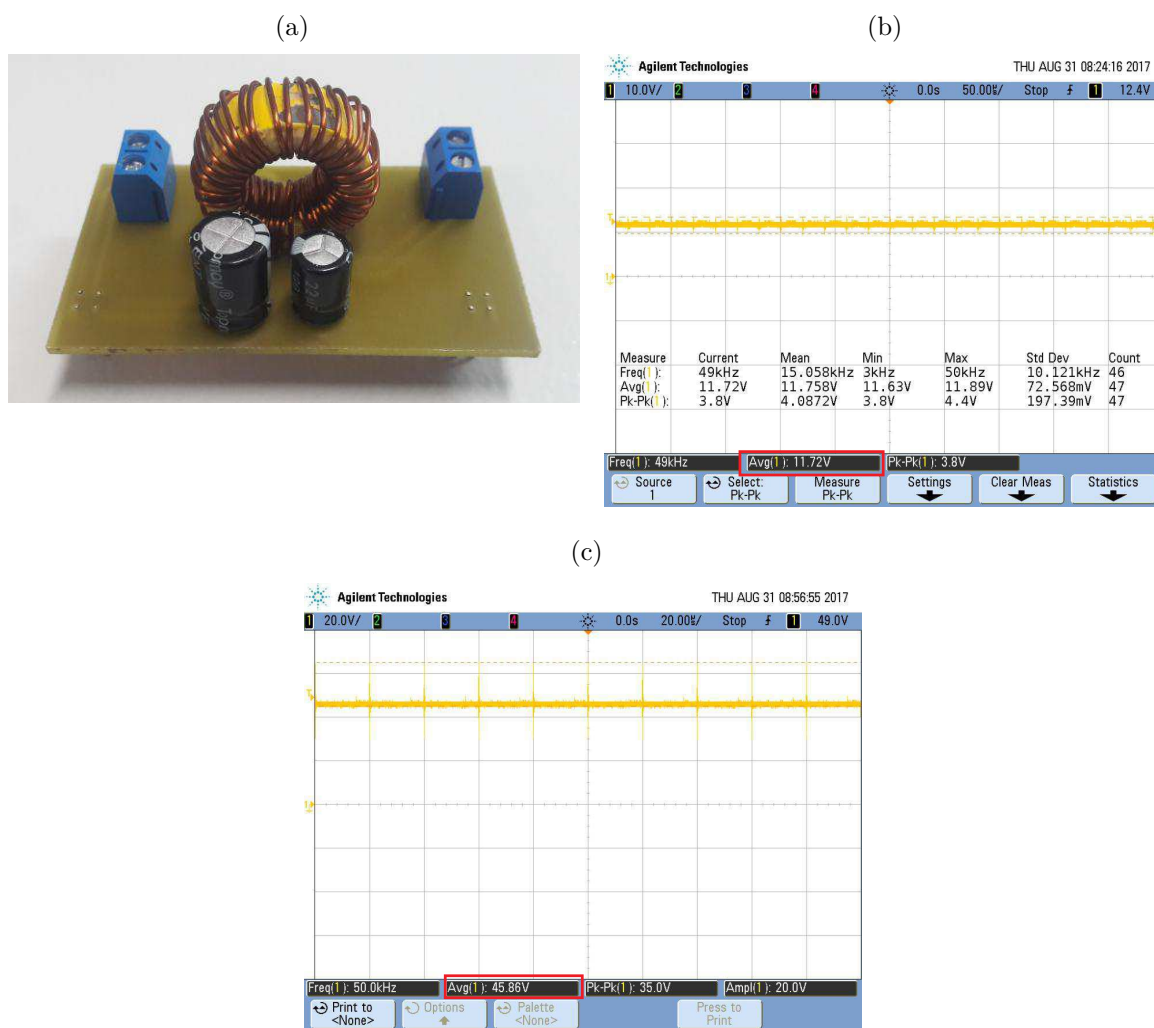 (a)
(b)
Agilent Technologies
THU AUG 31 08:24:16 2017
1 10.0V/ 2 3 4 0.0s 50.00㎲/ Stop 1 12.4V
Measure Current Mean Min Max Std Dev Count
Freq(1): 49kHz 15.058kHz 3kHz 50kHz 10.121kHz 46
Avg(1): 11.72V 11.758V 11.63V 11.89V 72.568mV 47
Pk-Pk(1): 3.8V 4.0872V 3.8V 4.4V 197.39mV 47
Freq(1): 49kHz Avg(1): 11.72V Pk-Pk(1): 3.8V
Source Select: Measure Settings Clear Meas Statistics
1 Pk-Pk Pk-Pk
22µF
(c)
Agilent Technologies
THU AUG 31 08:56:55 2017
1 20.0V/ 2 3 4 0.0s 20.00㎲/ Stop 1 49.0V
Freq(1): 50.0kHz Avg(1): 45.86V Pk-Pk(1): 35.0V Ampl(1): 20.0V
Print to Options Palette Press to
<None> <None> Print